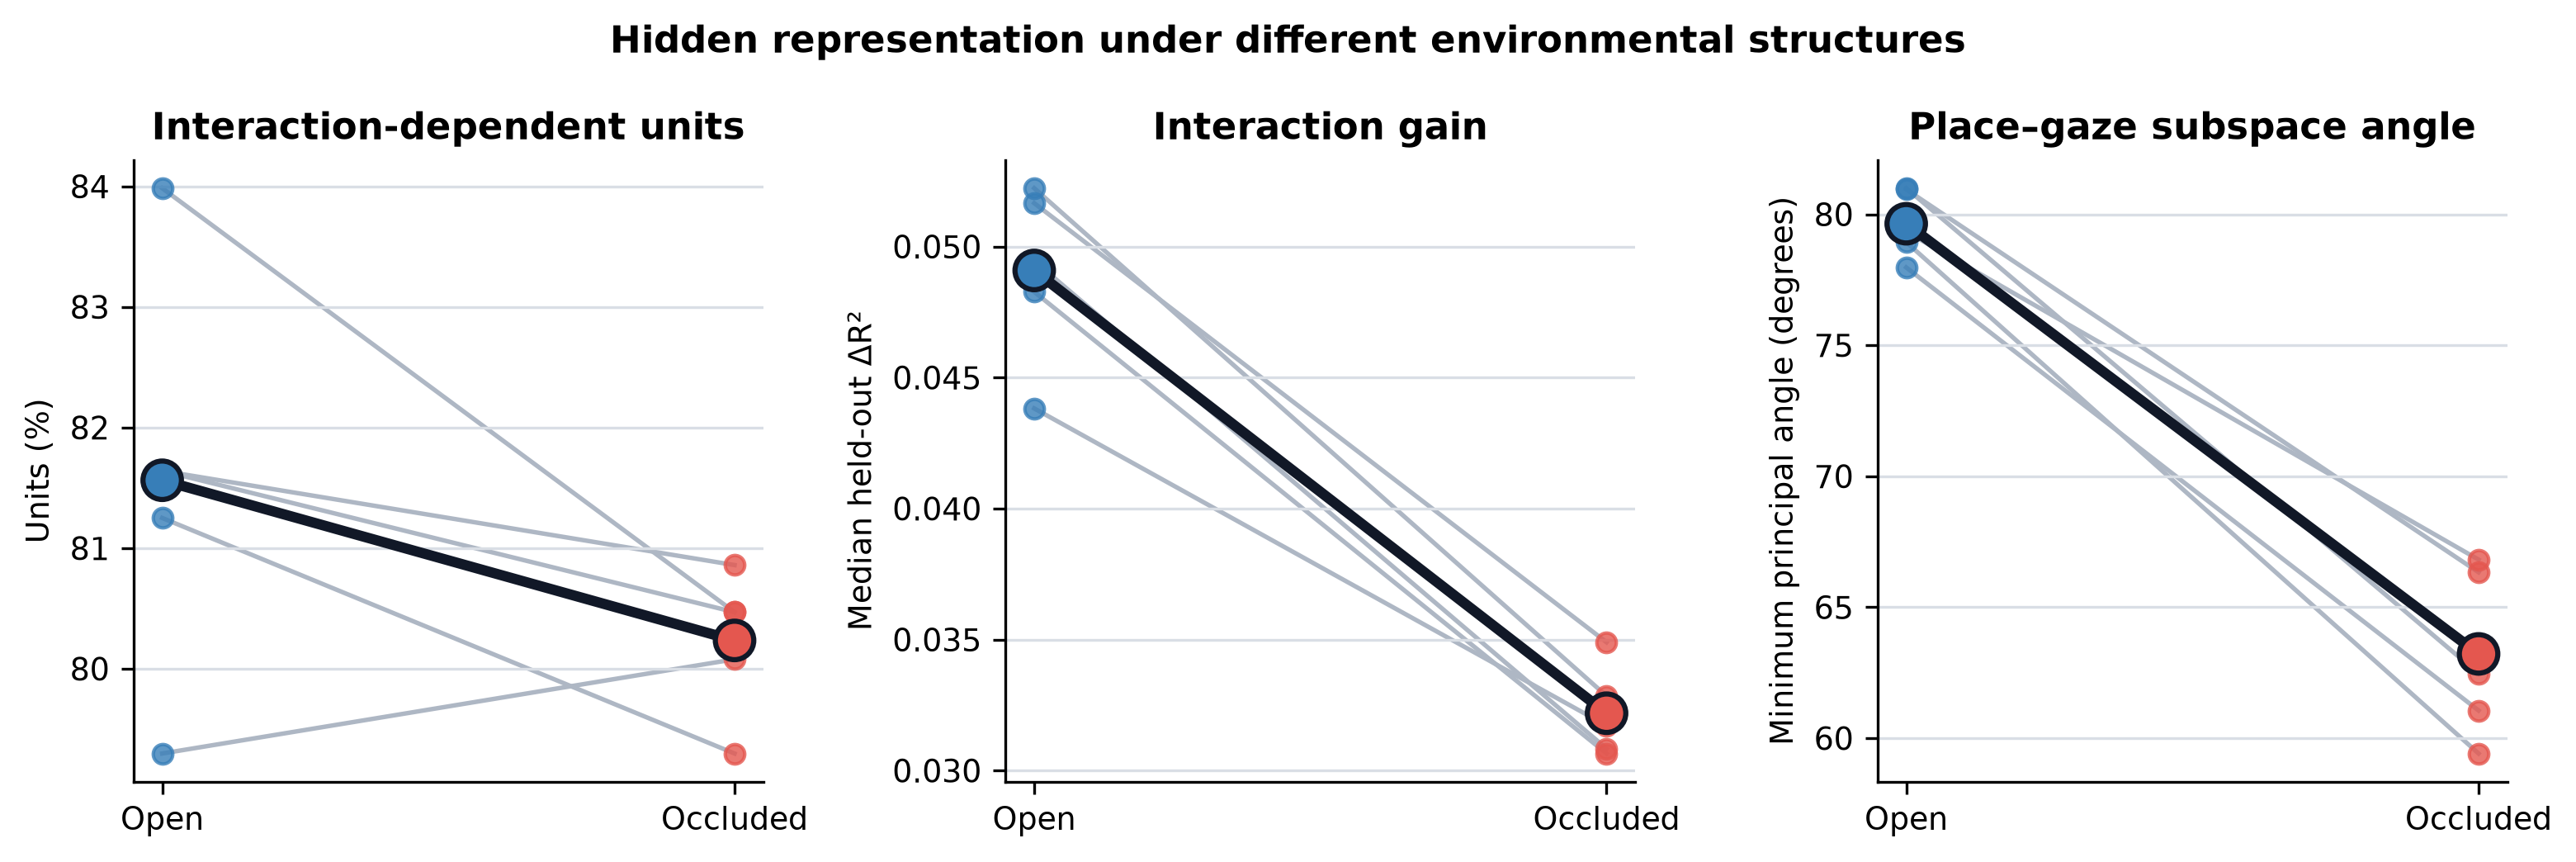 Hidden representation under different environmental structures
Interaction-dependent units
Units (%)
84
83
82
81
80
Open
Occluded
Interaction gain
Median held-out ΔR²
0.050
0.045
0.040
0.035
0.030
Open
Occluded
Place–gaze subspace angle
Minimum principal angle (degrees)
80
75
70
65
60
Open
Occluded